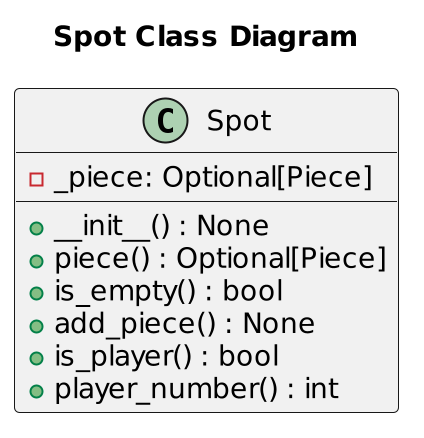 Spot Class Diagram
C Spot
_piece: Optional[Piece]
__init__() : None
piece() : Optional[Piece]
is_empty() : bool
add_piece() : None
is_player() : bool
player_number() : int